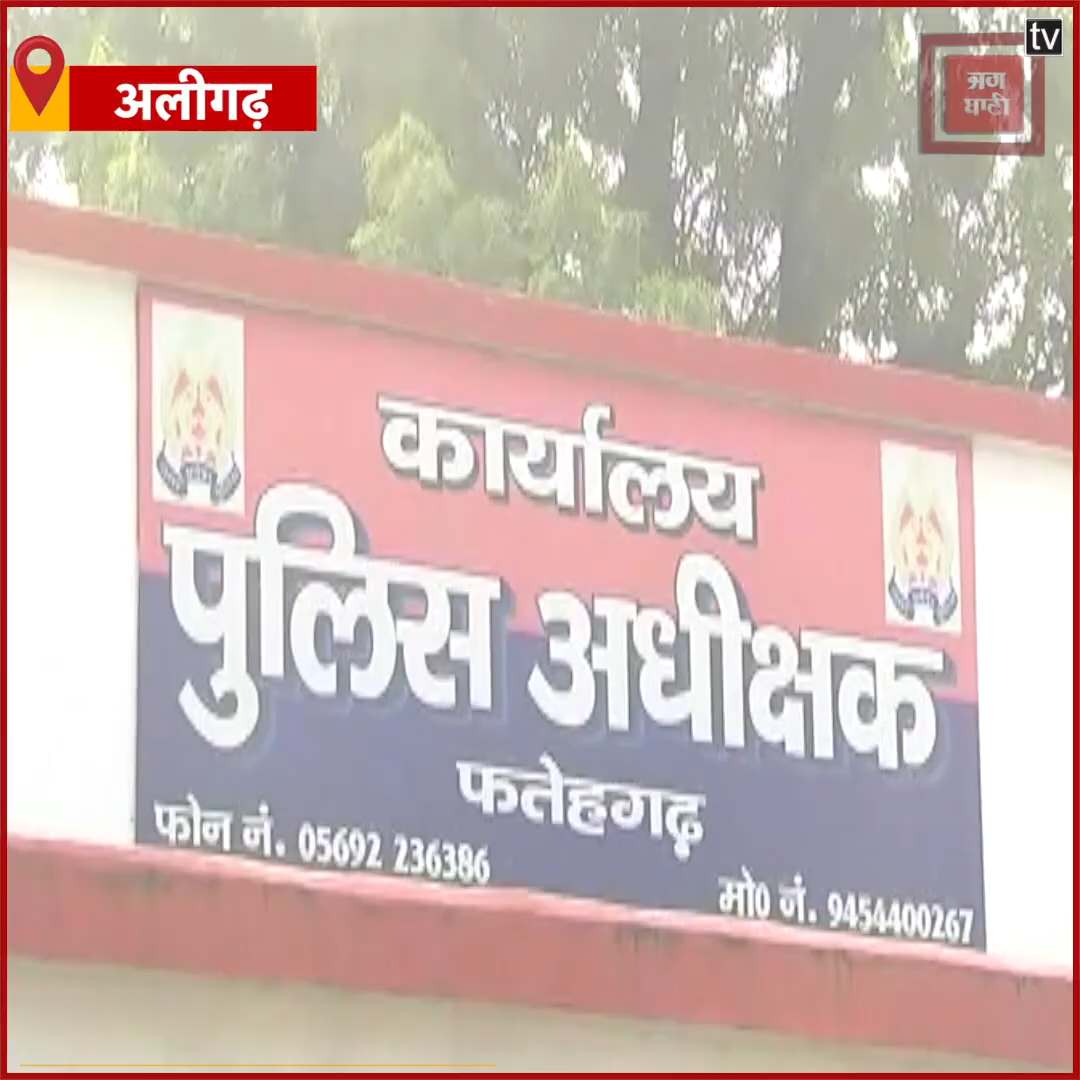 अलीगढ़
tv
कार्यालय
पुलिस अधीक्षक
फतेहगढ़
फोन नं. 05692 236386
मो0 नं. 9454400267